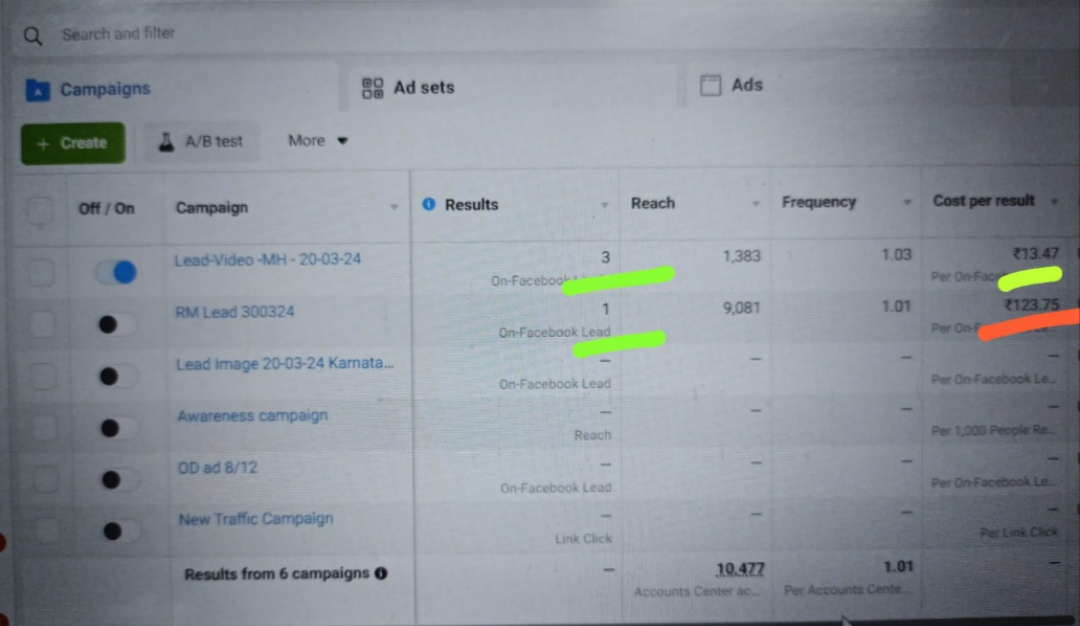 Search and filter
Campaigns
Ad sets
Ads
+ Create
A/B test
More
Off / On
Campaign
Results
Reach
Frequency
Cost per result
Lead-Video -MH - 20-03-24
3
1,383
1.03
₹13.47
On-Facebook
Per On-Fac
RM Lead 300324
1
9,081
1.01
₹123.75
On-Facebook Lead
Per On-F
Lead Image 20-03-24 Karnata...
—
—
—
—
On-Facebook Lead
Per On-Facebook Le...
Awareness campaign
—
—
—
—
Reach
Per 1,000 People Re...
OD ad 8/12
—
—
—
—
On-Facebook Lead
Per On-Facebook Le...
New Traffic Campaign
—
—
—
—
Link Click
Per Link Click
Results from 6 campaigns
—
10,477
1.01
—
Accounts Center ac...
Per Accounts Cente...